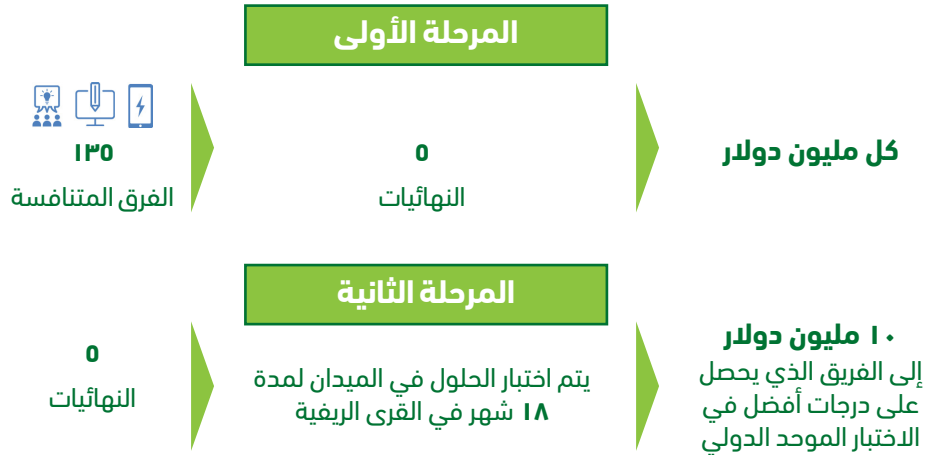 المرحلة الأولى
١٣٥
الفرق المتنافسة
٥
النهائيات
كل مليون دولار
المرحلة الثانية
٥
النهائيات
يتم اختبار الحلول في الميدان لمدة
١٨ شهر في القرى الريفية
١٠ مليون دولار
إلى الفريق الذي يحصل
على درجات أفضل في
الاختبار الموحد الدولي